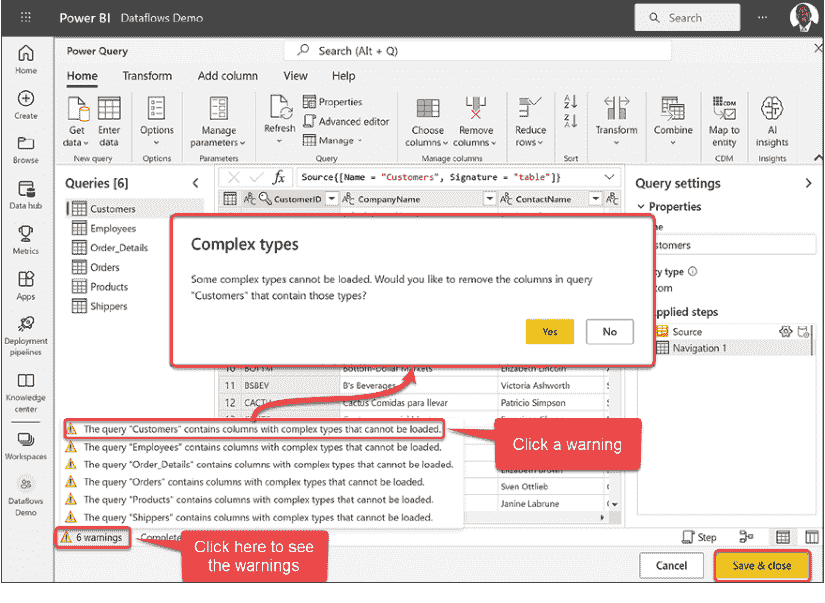 Power BI Dataflows Demo
Search
Power Query
Search (Alt + Q)
Home Transform Add column View Help
Get data
Enter data
New query
Options
Options
Manage parameters
Parameters
Refresh
Properties
Advanced editor
Manage
Query
Choose columns
Remove columns
Manage columns
Reduce rows
Sort
Transform
Combine
Map to entity
CDM
AI insights
Insights
Home
Create
Browse
Data hub
Metrics
Apps
Deployment pipelines
Knowledge center
Workspaces
Dataflows Demo
Queries [6]
Customers
Employees
Order_Details
Orders
Products
Shippers
fx Source{[Name = "Customers", Signature = "table"]}
CustomerID CompanyName ContactName
Complex types
Some complex types cannot be loaded. Would you like to remove the columns in query
"Customers" that contain those types?
Yes No
11 BSBEV B's Beverages Victoria Ashworth
12 CACTU Cactus Comidas para llevar Patricio Simpson
Sven Ottlieb
Janine Labrune
Query settings
Properties
Source
Navigation 1
The query "Customers" contains columns with complex types that cannot be loaded.
The query "Employees" contains columns with complex types that cannot be loaded.
The query "Order_Details" contains columns with complex types that cannot be loaded.
The query "Orders" contains columns with complex types that cannot be loaded.
The query "Products" contains columns with complex types that cannot be loaded.
The query "Shippers" contains columns with complex types that cannot be loaded.
Click a warning
6 warnings
Click here to see
the warnings
Step
Cancel Save & close